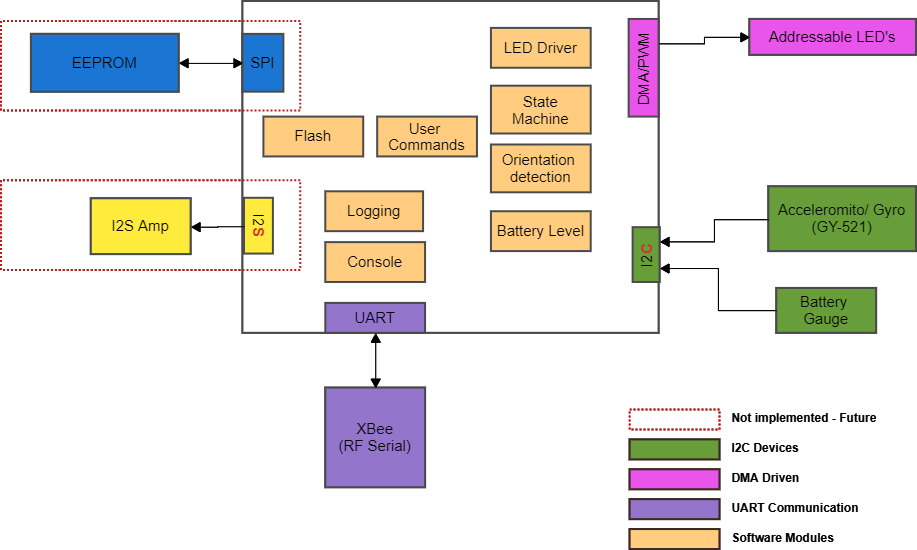 EEPROM
SPI
LED Driver
DMA/PWM
Addressable LED's
State
Machine
Flash
User
Commands
Orientation
detection
I2S Amp
I2S
Logging
Battery Level
Console
I2C
Acceleromito/ Gyro
(GY-521)
Battery
Gauge
UART
XBee
(RF Serial)
Not implemented - Future
I2C Devices
DMA Driven
UART Communication
Software Modules